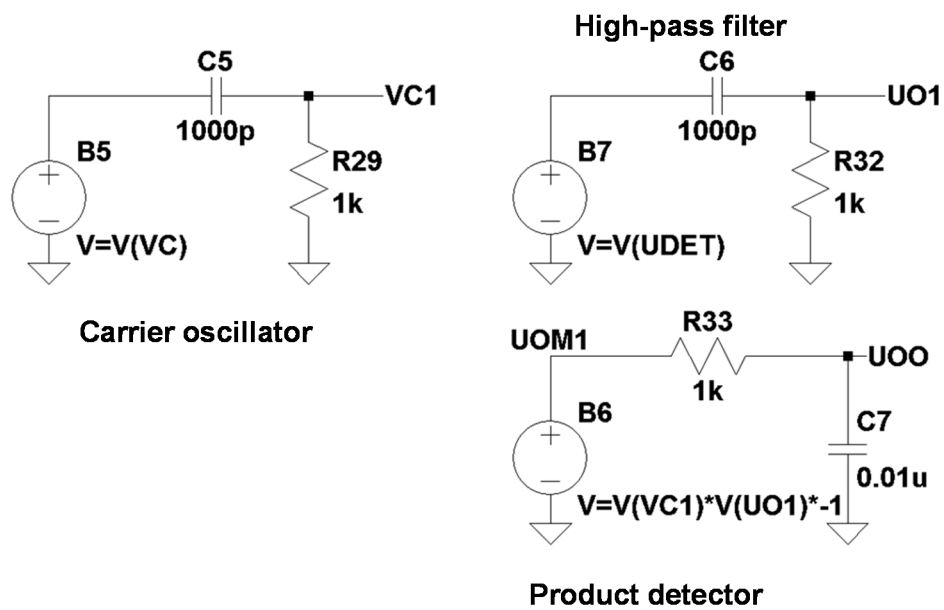 High-pass filter
C5
VC1
1000p
B5
R29
1k
V=V(VC)
Carrier oscillator
C6
UO1
1000p
B7
R32
1k
V=V(UDET)
R33
UOM1
UOO
1k
B6
C7
0.01u
V=V(VC1)*V(UO1)*-1
Product detector